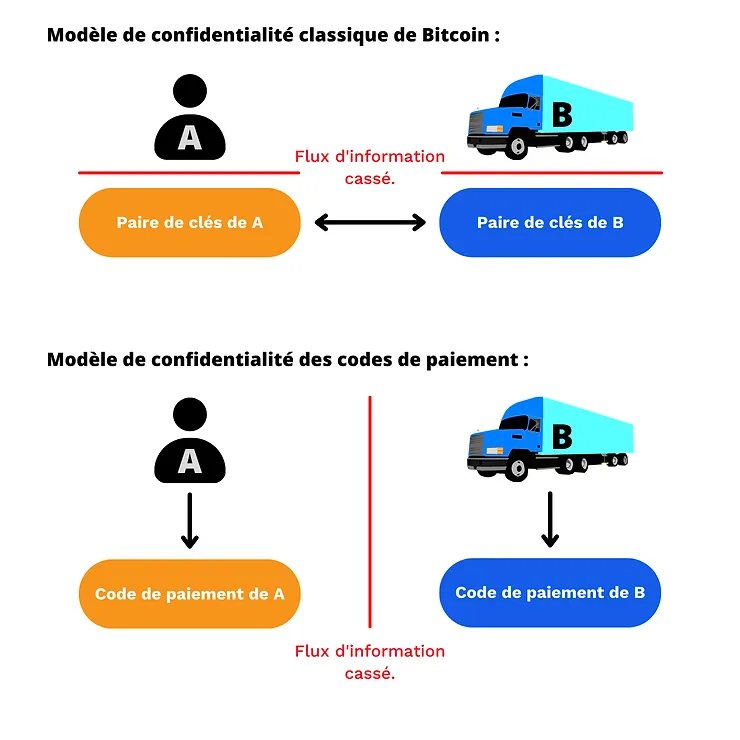 Modèle de confidentialité classique de Bitcoin :
A
B
Flux d'information
cassé.
Paire de clés de A
Paire de clés de B
Modèle de confidentialité des codes de paiement :
A
B
Code de paiement de A
Code de paiement de B
Flux d'information
cassé.